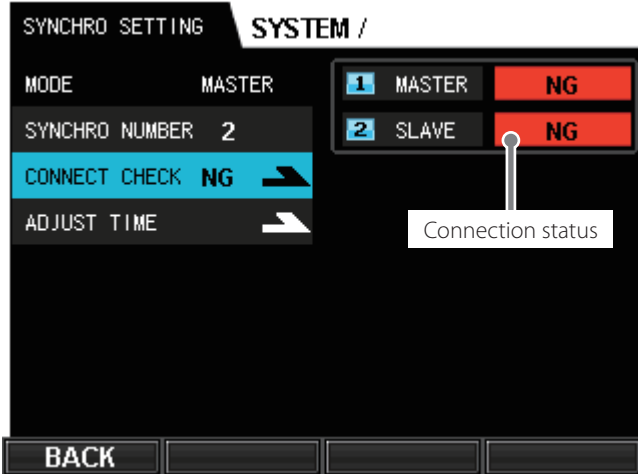 SYNCHRO SETTING SYSTEM /
MODE MASTER
SYNCHRO NUMBER 2
CONNECT CHECK NG
ADJUST TIME
1 MASTER NG
2 SLAVE NG
Connection status
BACK